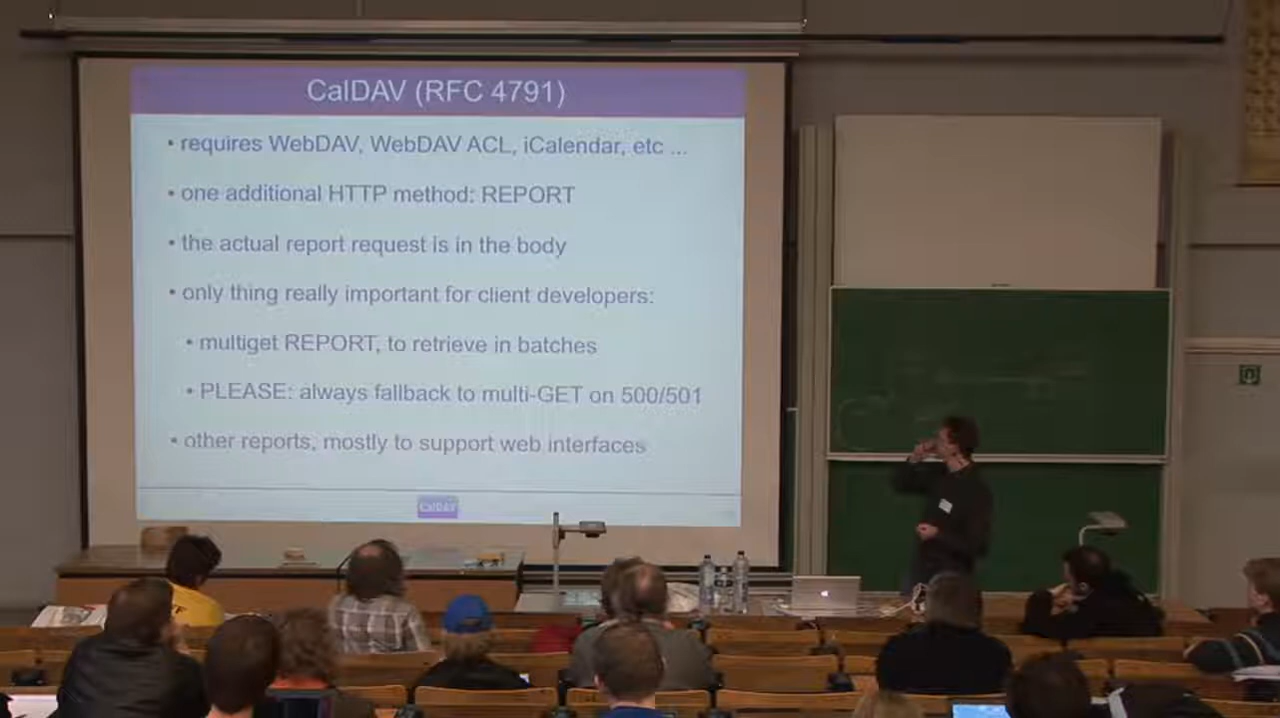 CalDAV (RFC 4791)
• requires WebDAV, WebDAV ACL, iCalendar, etc ...
• one additional HTTP method: REPORT
• the actual report request is in the body
• only thing really important for client developers:
• multiget REPORT, to retrieve in batches
• PLEASE: always fallback to multi-GET on 500/501
• other reports, mostly to support web interfaces
CalDAV